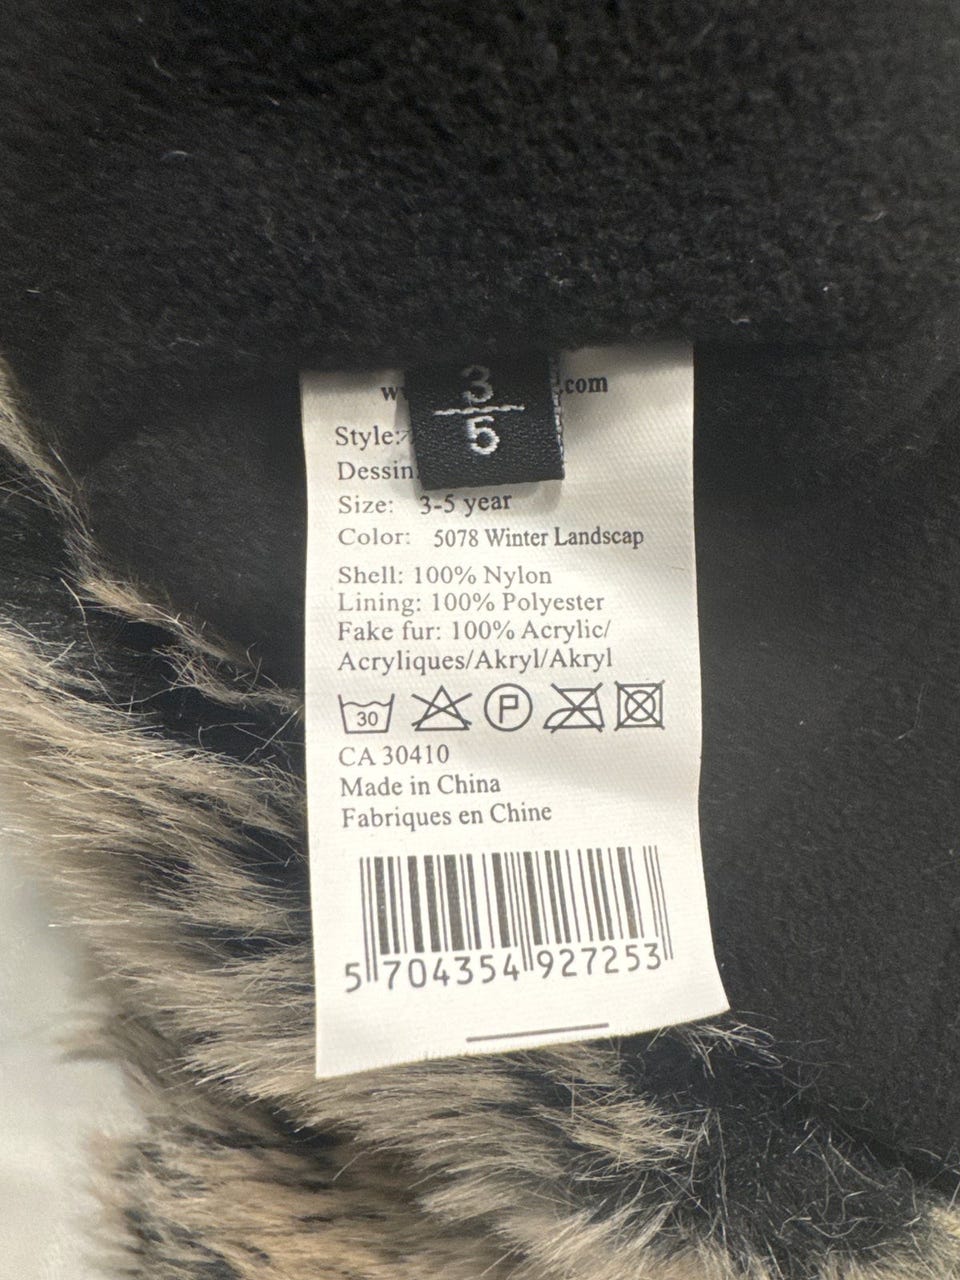 3
5
.com
Style:
Dessin
Size: 3-5 year
Color: 5078 Winter Landscap
Shell: 100% Nylon
Lining: 100% Polyester
Fake fur: 100% Acrylic/
Acryliques/Akryl/Akryl
30
P
CA 30410
Made in China
Fabriques en Chine
5 704354 927253